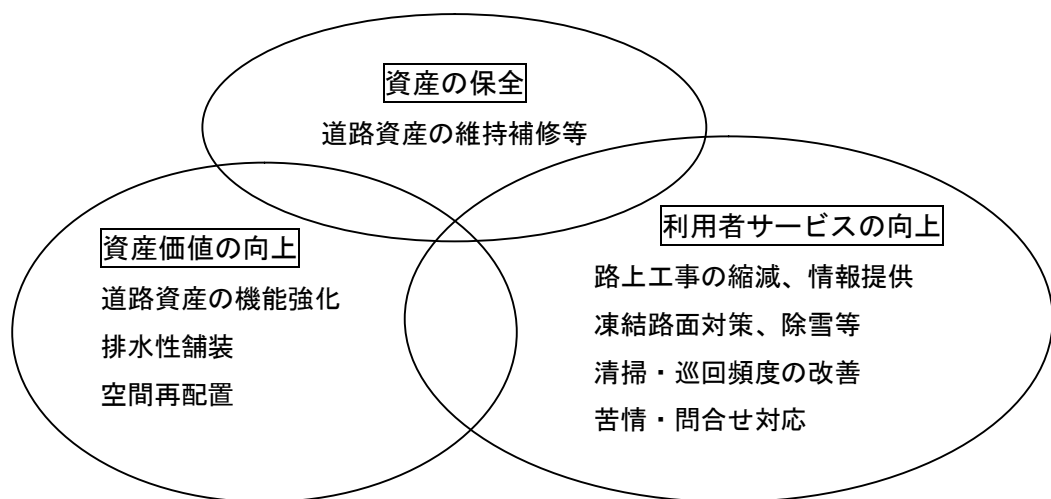 資産の保全
道路資産の維持補修等
資産価値の向上
道路資産の機能強化
排水性舗装
空間再配置
利用者サービスの向上
路上工事の縮減、情報提供
凍結路面対策、除雪等
清掃・巡回頻度の改善
苦情・問合せ対応